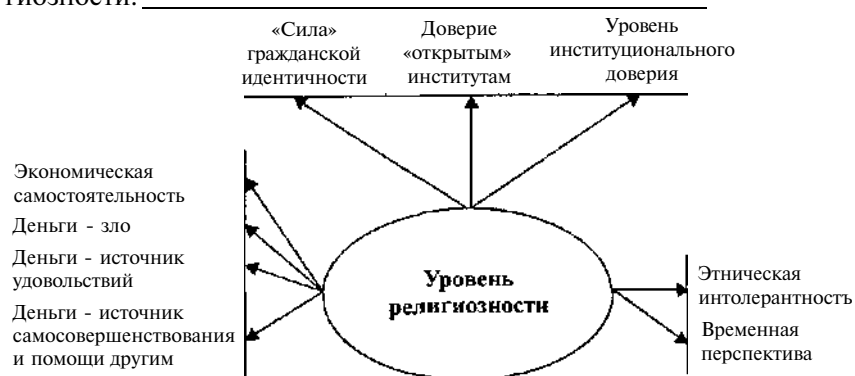 гиозности:
«Сила»
гражданской
идентичности
Доверие
«открытым»
институтам
Уровень
институционального
доверия
Экономическая
самостоятельность
Деньги - зло
Деньги - источник
удовольствий
Деньги - источник
самосовершенствования
и помощи другим
Уровень
религиозности
Этническая
интолерантность
Временная
перспектива